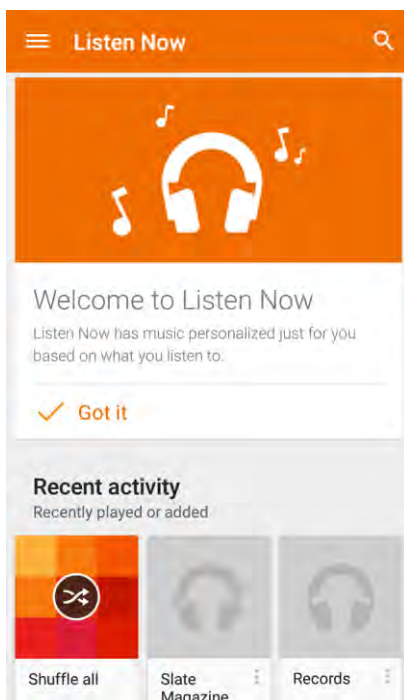 Listen Now
Welcome to Listen Now
Listen Now has music personalized just for you
based on what you listen to.
Got it
Recent activity
Recently played or added
Shuffle all
Slate
Magazine
Records